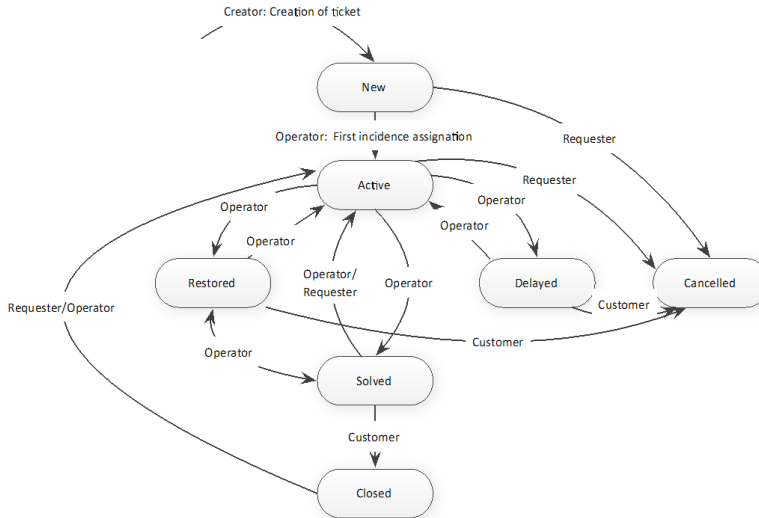 Creator: Creation of ticket
New
Operator: First incidence assignation
Requester
Active
Requester
Operator
Operator
Operator
Operator
Restored
Operator/
Requester
Operator
Delayed
Cancelled
Requester/Operator
Customer
Customer
Operator
Solved
Customer
Closed